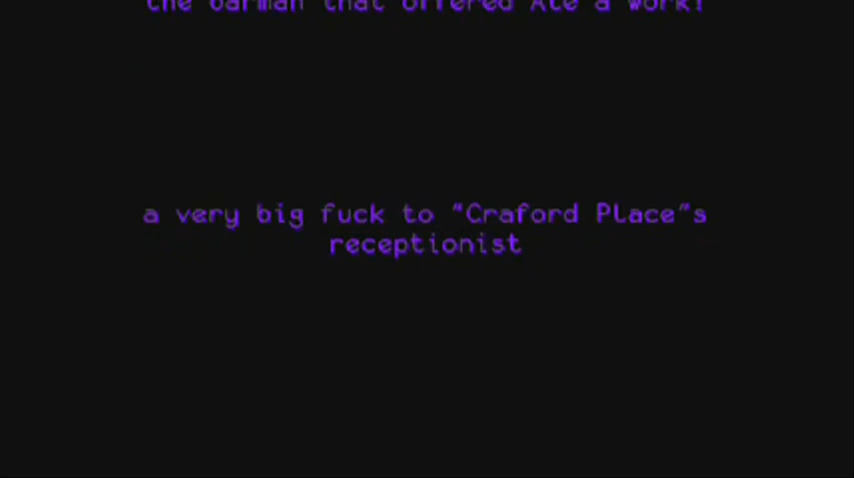 the barman that offered Ale a work!
a very big fuck to "Craford Place"s
receptionist